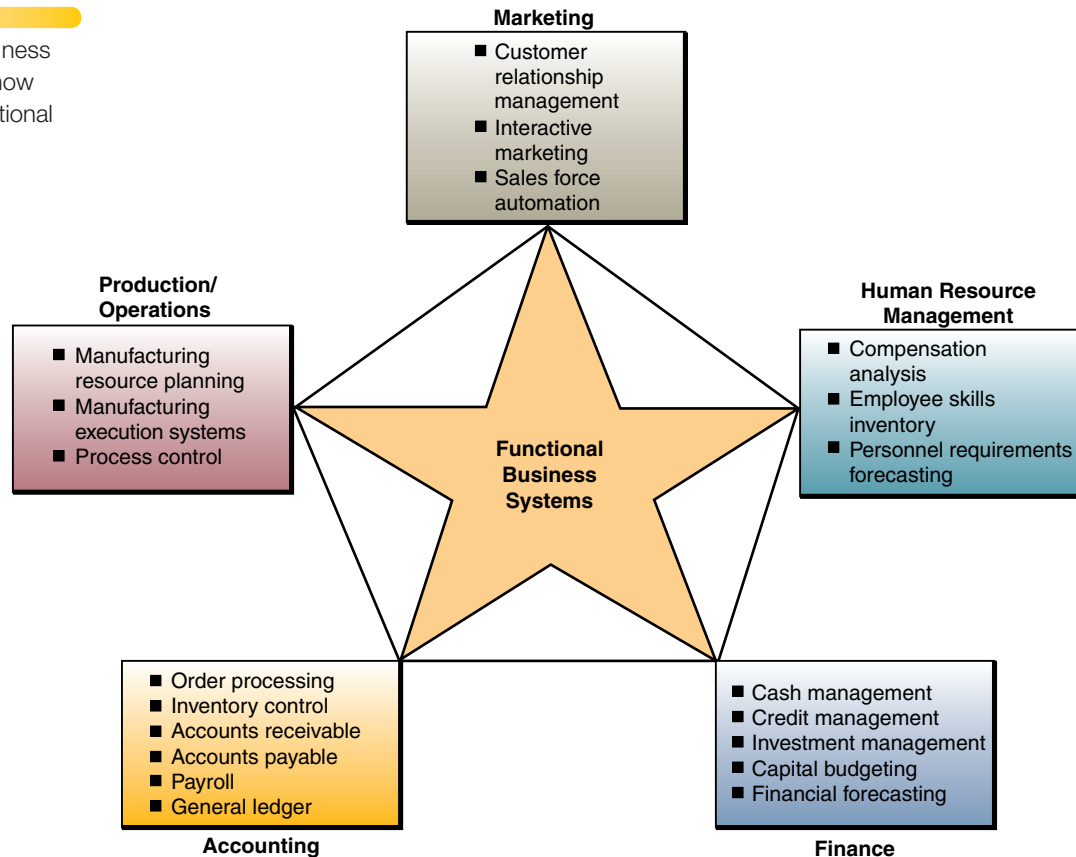 ness
now
tional
Marketing
■ Customer
relationship
management
■ Interactive
marketing
■ Sales force
automation
Production/
Operations
■ Manufacturing
resource planning
■ Manufacturing
execution systems
■ Process control
Human Resource
Management
■ Compensation
analysis
■ Employee skills
inventory
■ Personnel requirements
forecasting
Functional
Business
Systems
■ Order processing
■ Inventory control
■ Accounts receivable
■ Accounts payable
■ Payroll
■ General ledger
Accounting
■ Cash management
■ Credit management
■ Investment management
■ Capital budgeting
■ Financial forecasting
Finance